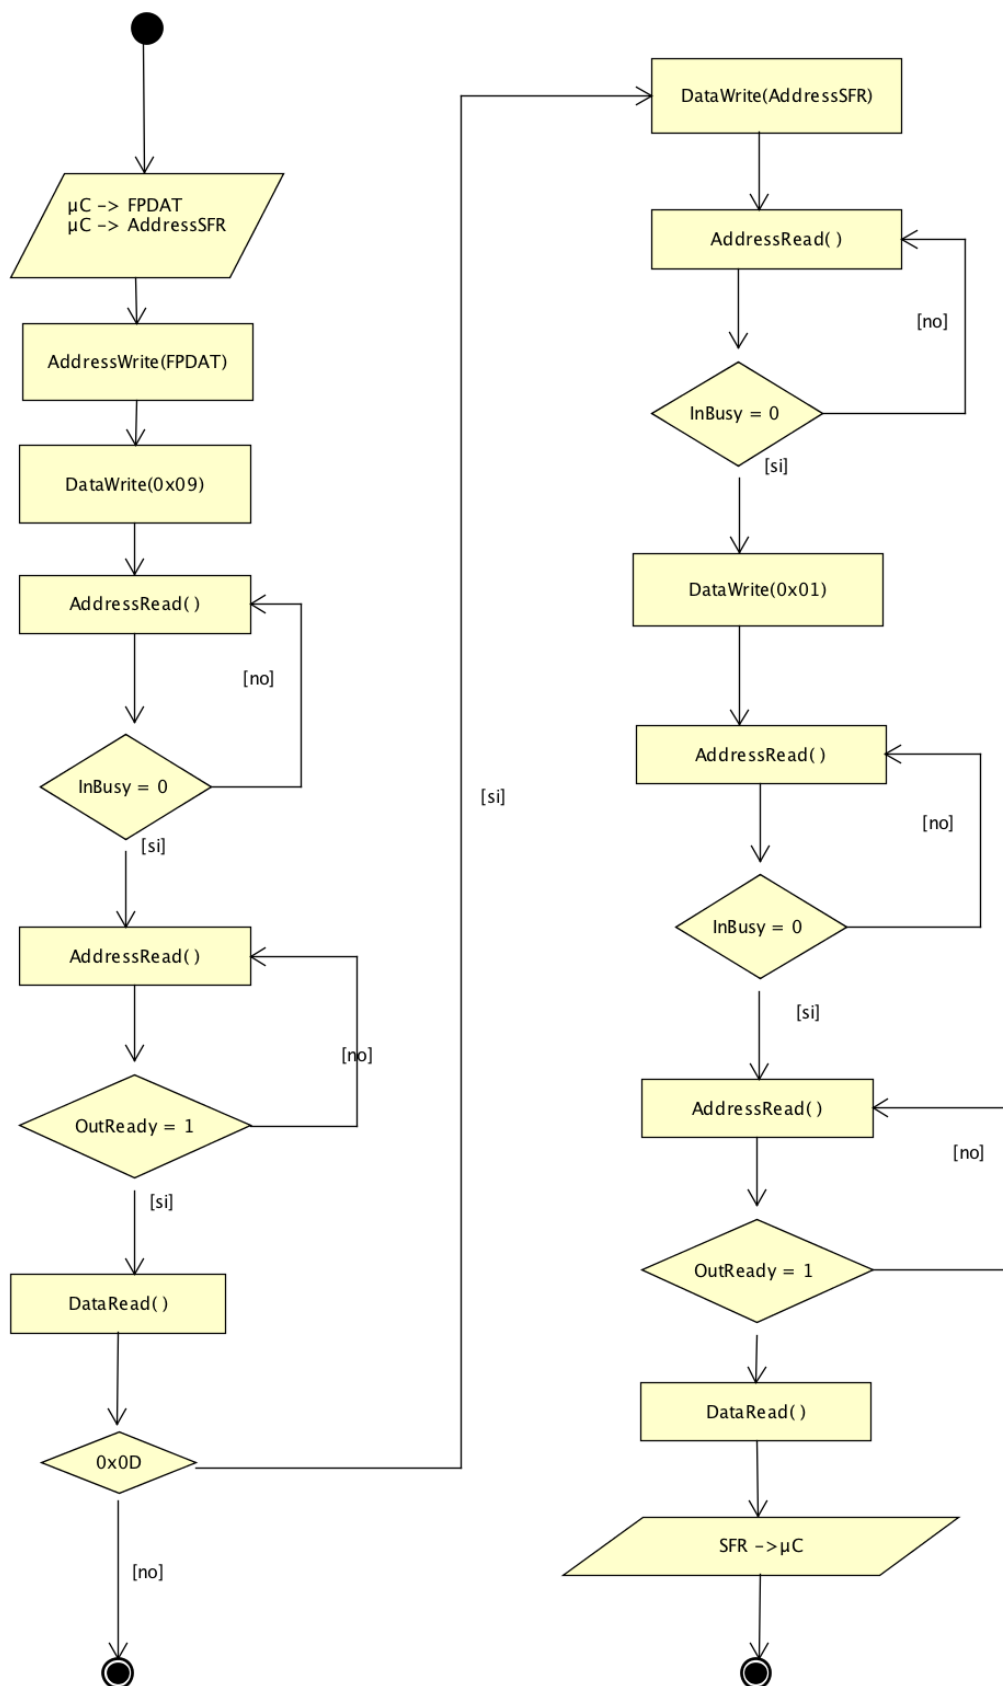 µC -> FPDAT
µC -> AddressSFR
AddressWrite(FPDAT)
DataWrite(0x09)
AddressRead( )
[no]
InBusy = 0
[si]
AddressRead( )
[no]
OutReady = 1
[si]
DataRead( )
0x0D
[no]
[si]
DataWrite(AddressSFR)
AddressRead( )
[no]
InBusy = 0
[si]
DataWrite(0x01)
AddressRead( )
[no]
InBusy = 0
[si]
AddressRead( )
[no]
OutReady = 1
DataRead( )
SFR ->µC